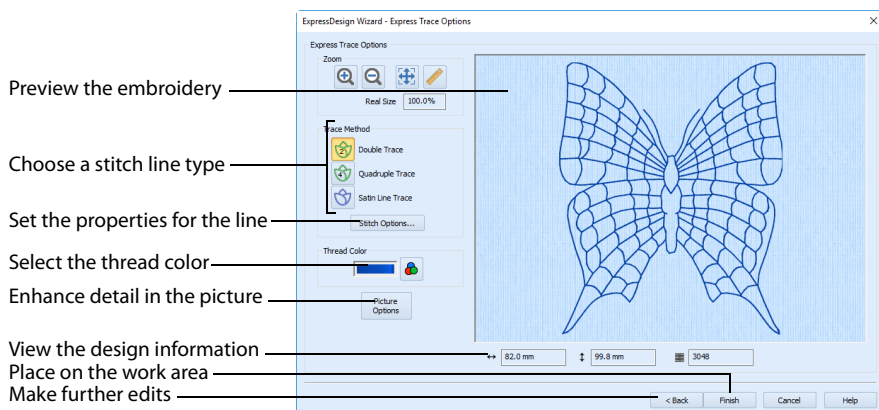 ExpressDesign Wizard - Express Trace Options
Express Trace Options
Zoom
Preview the embroidery
Real Size 100.0%
Trace Method
2 Double Trace
Choose a stitch line type
4 Quadruple Trace
Satin Line Trace
Set the properties for the line
Stitch Options...
Thread Color
Select the thread color
Enhance detail in the picture
Picture
Options
View the design information
82.0 mm 99.8 mm 3048
Place on the work area
Make further edits
< Back Finish Cancel Help